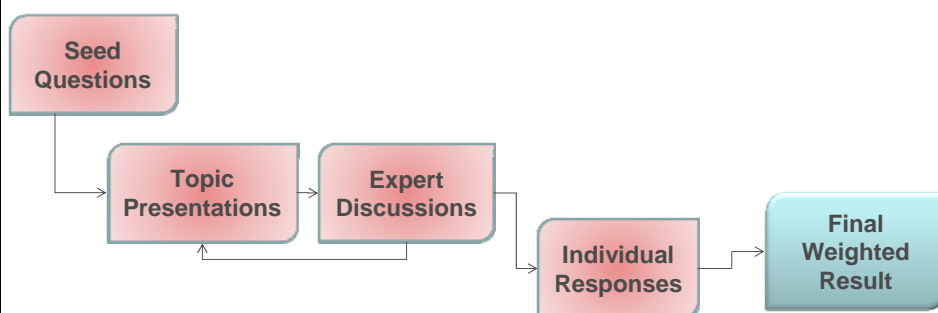 Seed
Questions
Topic
Presentations
Expert
Discussions
Individual
Responses
Final
Weighted
Result